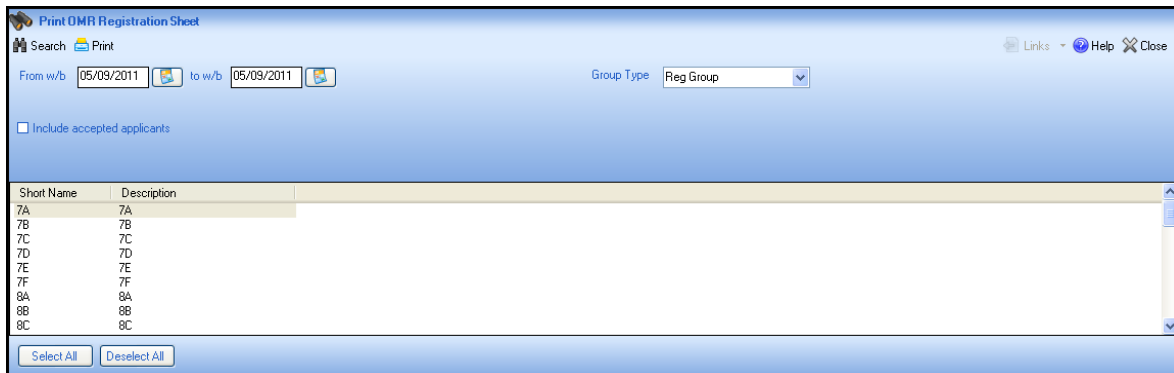 Print OMR Registration Sheet
Search Print Links Help Close
From w/b 05/09/2011 to w/b 05/09/2011 Group Type Reg Group
Include accepted applicants
Short Name Description
7A 7A
7B 7B
7C 7C
7D 7D
7E 7E
7F 7F
8A 8A
8B 8B
8C 8C
Select All Deselect All